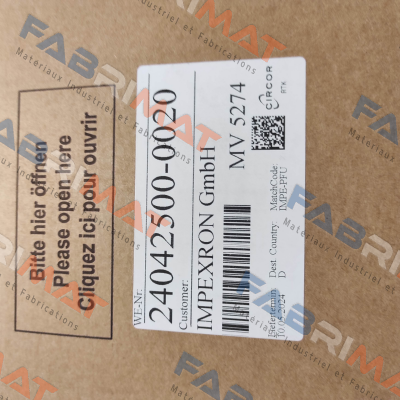 Bitte hier öffnen
Please open here
Cliquez ici pour ouvrir
WE-Nr.
24042500-0020
Customer:
IMPEXRON GmbH
MV 5274
CIRCOR
Liefertermin
Dest. Country:
D
MatchCode
IMPE-PFU
FABRIMAT
Materiaux Industriel et Fabrications